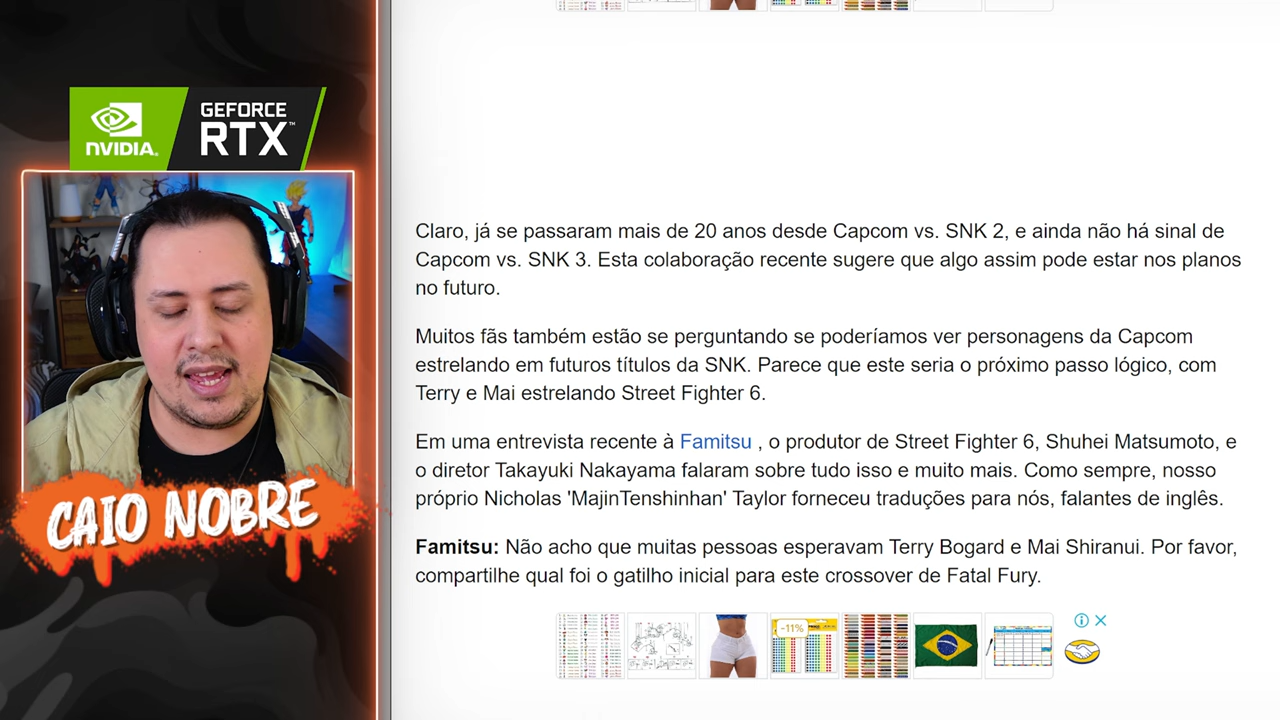 NVIDIA.
GEFORCE
RTX™
CAIO NOBRE
Claro, já se passaram mais de 20 anos desde Capcom vs. SNK 2, e ainda não há sinal de
Capcom vs. SNK 3. Esta colaboração recente sugere que algo assim pode estar nos planos
no futuro.
Muitos fãs também estão se perguntando se poderíamos ver personagens da Capcom
estrelando em futuros títulos da SNK. Parece que este seria o próximo passo lógico, com
Terry e Mai estrelando Street Fighter 6.
Em uma entrevista recente à Famitsu , o produtor de Street Fighter 6, Shuhei Matsumoto, e
o diretor Takayuki Nakayama falaram sobre tudo isso e muito mais. Como sempre, nosso
próprio Nicholas 'MajinTenshinhan' Taylor forneceu traduções para nós, falantes de inglês.
Famitsu: Não acho que muitas pessoas esperavam Terry Bogard e Mai Shiranui. Por favor,
compartilhe qual foi o gatilho inicial para este crossover de Fatal Fury.
-11%